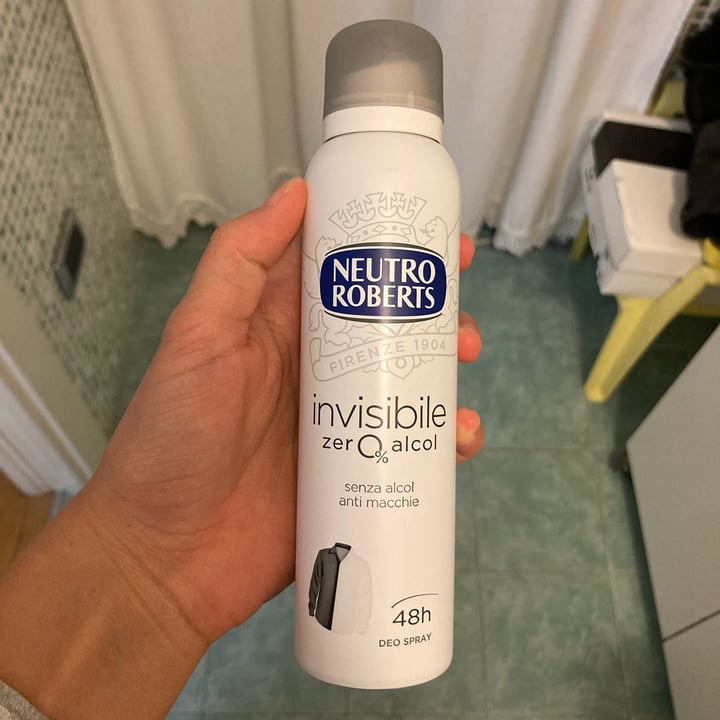 NEUTRO
ROBERTS
FIRENZE 1904
invisibile
zer0% alcol
senza alcol
anti macchie
48h
DEO SPRAY